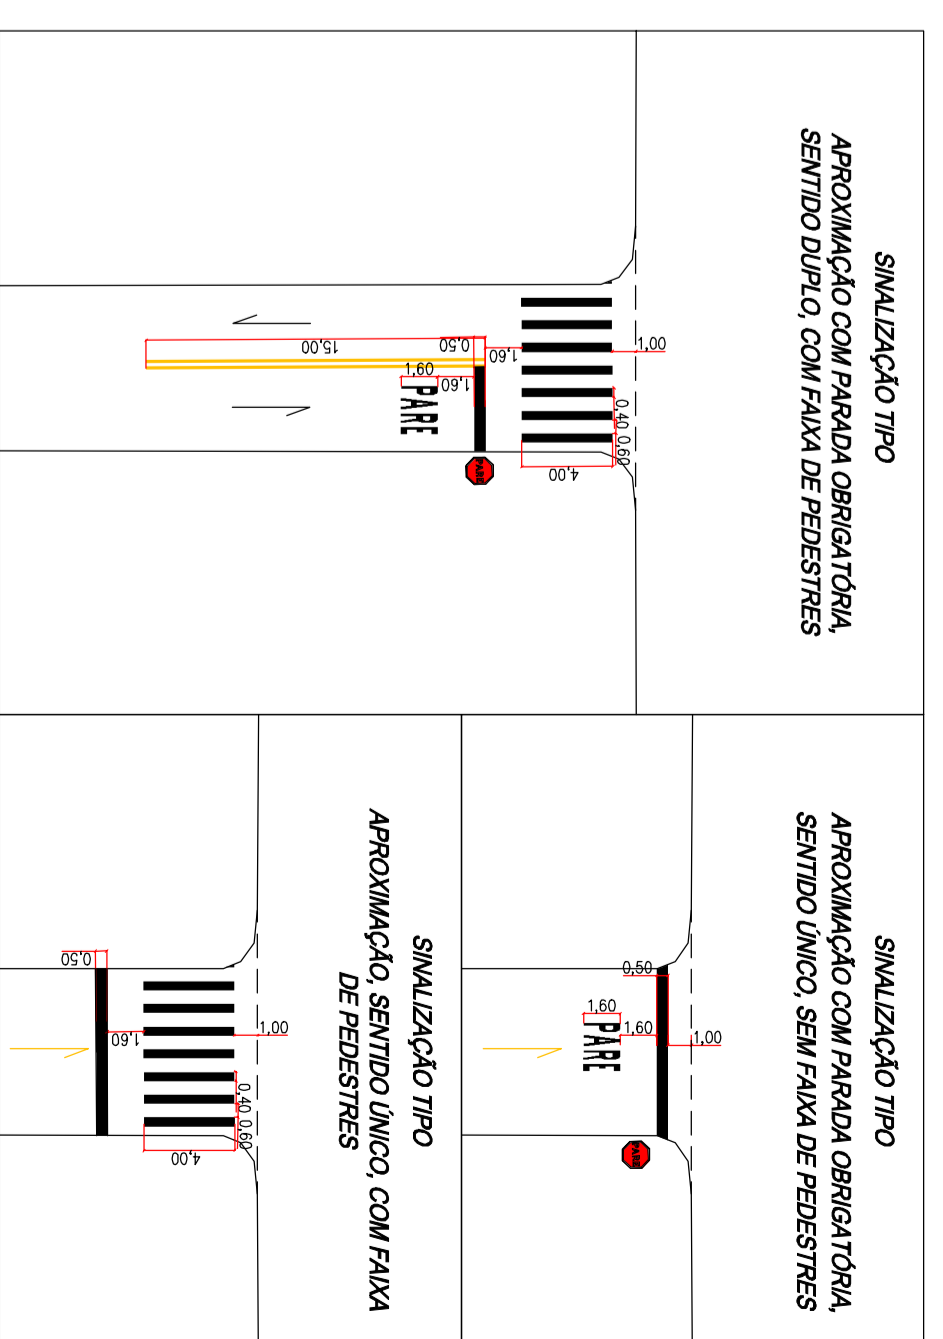 SINALIZAÇÃO TIPO
APROXIMAÇÃO COM PARADA OBRIGATÓRIA,
SENTIDO DUPLO, COM FAIXA DE PEDESTRES
1,00
0,40
0,60
4,00
1,60
0,50
15,00
1,60
1,60
PARE
PARE
SINALIZAÇÃO TIPO
APROXIMAÇÃO COM PARADA OBRIGATÓRIA,
SENTIDO ÚNICO, SEM FAIXA DE PEDESTRES
1,00
0,50
1,60
1,60
PARE
PARE
SINALIZAÇÃO TIPO
APROXIMAÇÃO, SENTIDO ÚNICO, COM FAIXA
DE PEDESTRES
1,00
0,40
0,60
4,00
1,60
0,50